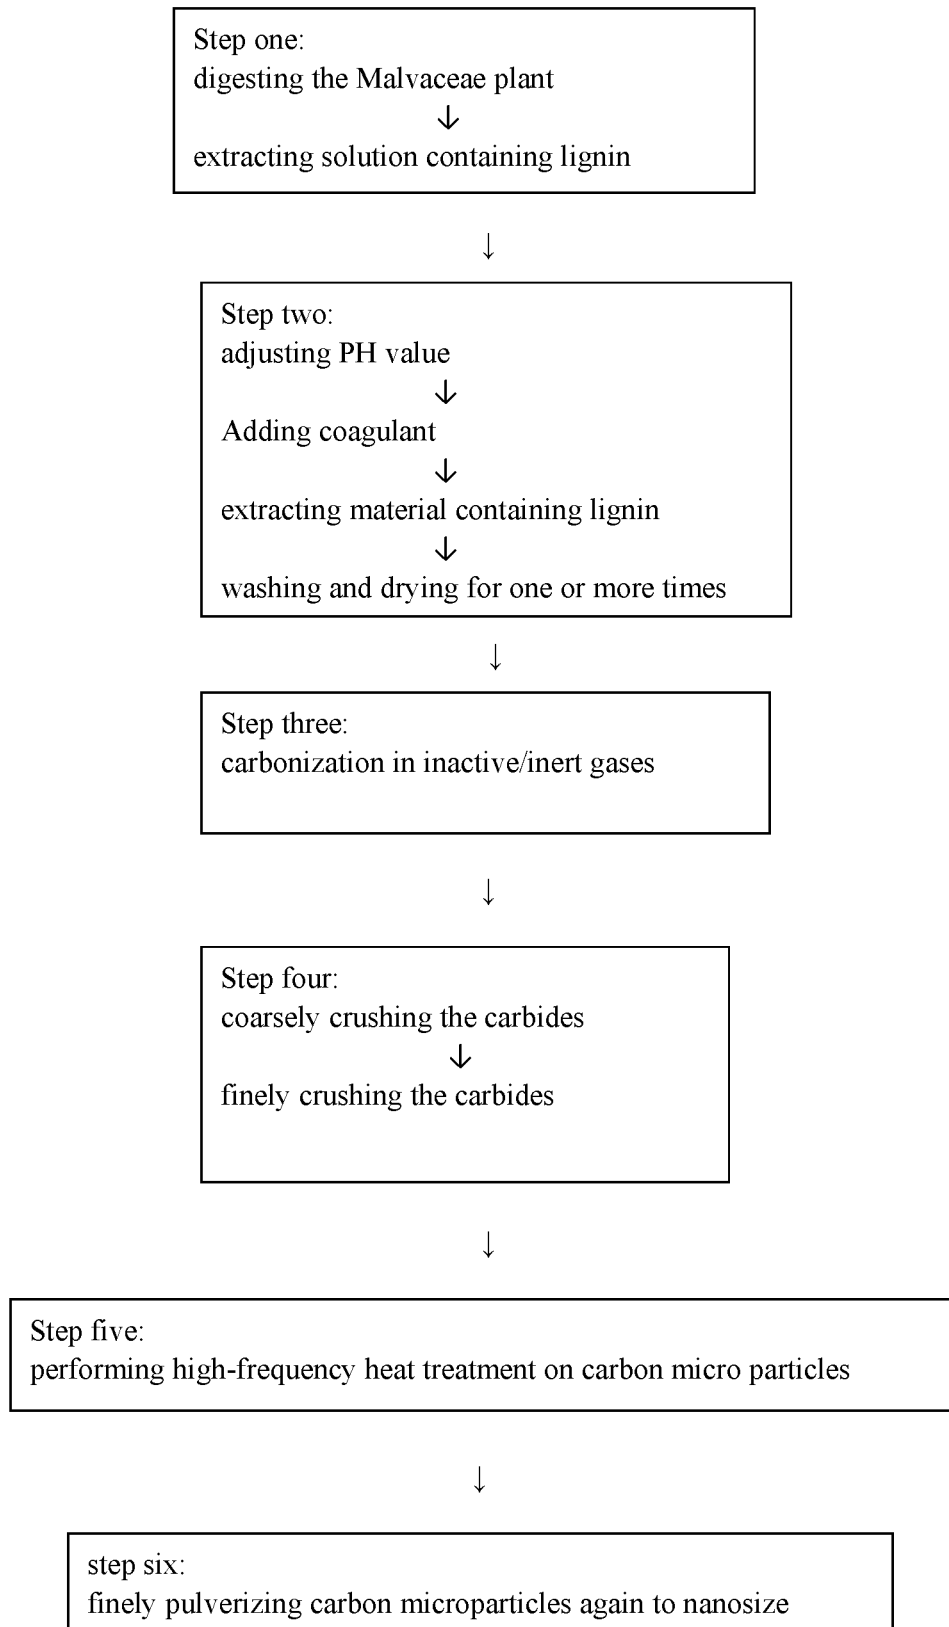 Step one:
digesting the Malvaceae plant
↓
extracting solution containing lignin
↓
Step two:
adjusting PH value
↓
Adding coagulant
↓
extracting material containing lignin
↓
washing and drying for one or more times
↓
Step three:
carbonization in inactive/inert gases
↓
Step four:
coarsely crushing the carbides
↓
finely crushing the carbides
↓
Step five:
performing high-frequency heat treatment on carbon micro particles
↓
step six:
finely pulverizing carbon microparticles again to nanosize